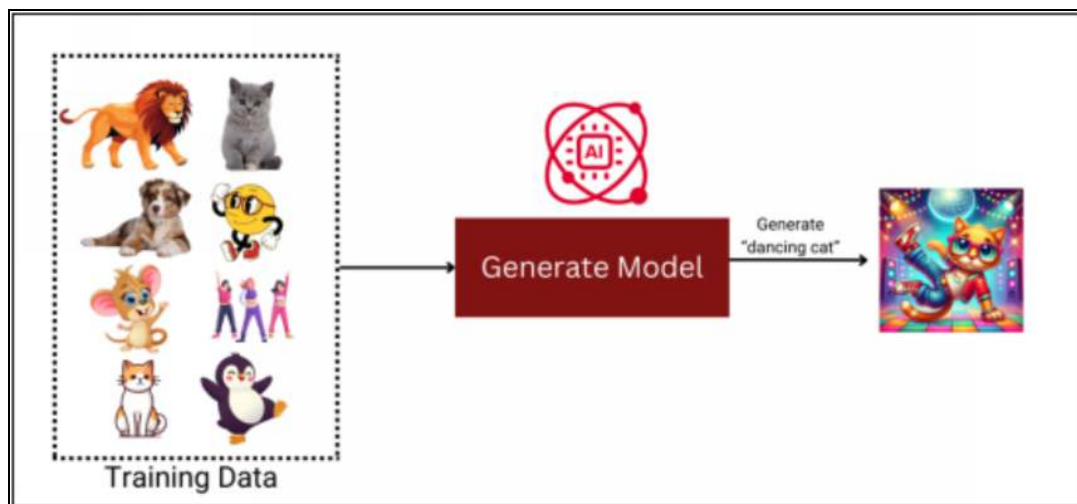 AI
Generate Model
Generate
“dancing cat”
Training Data